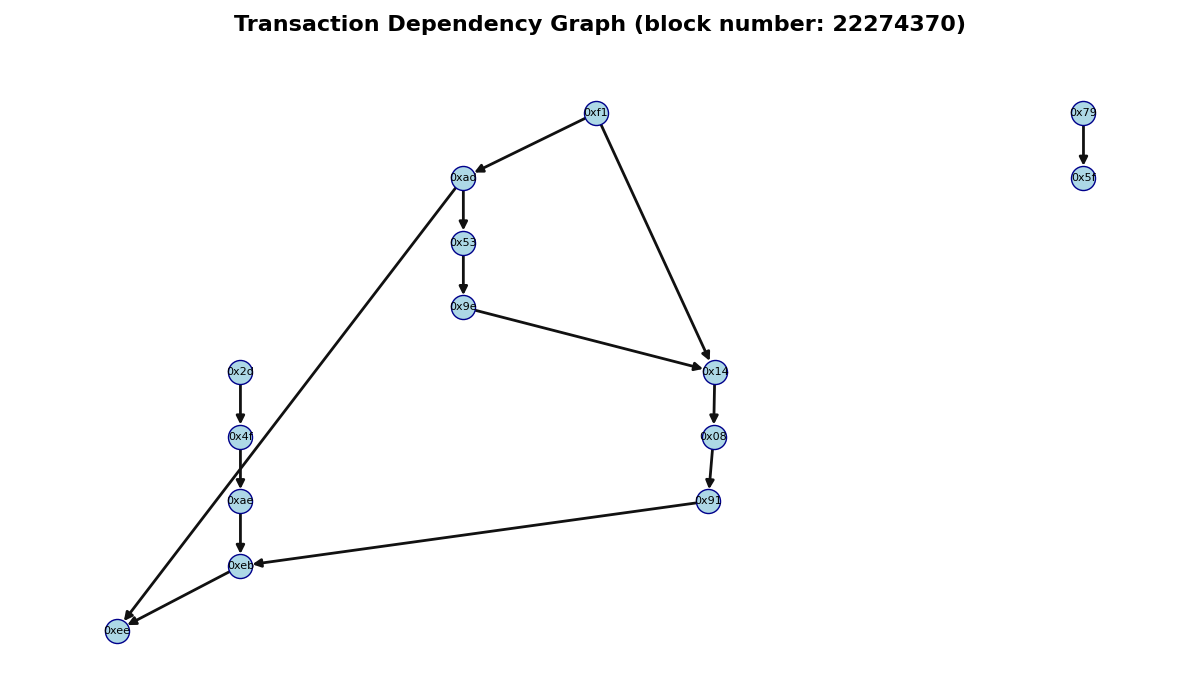 Transaction Dependency Graph (block number: 22274370)
0xf1
0x79
0xad
0x5f
0x53
0x9e
0x2d
0x14
0x4f
0x08
0xae
0x91
0xeb
0xee